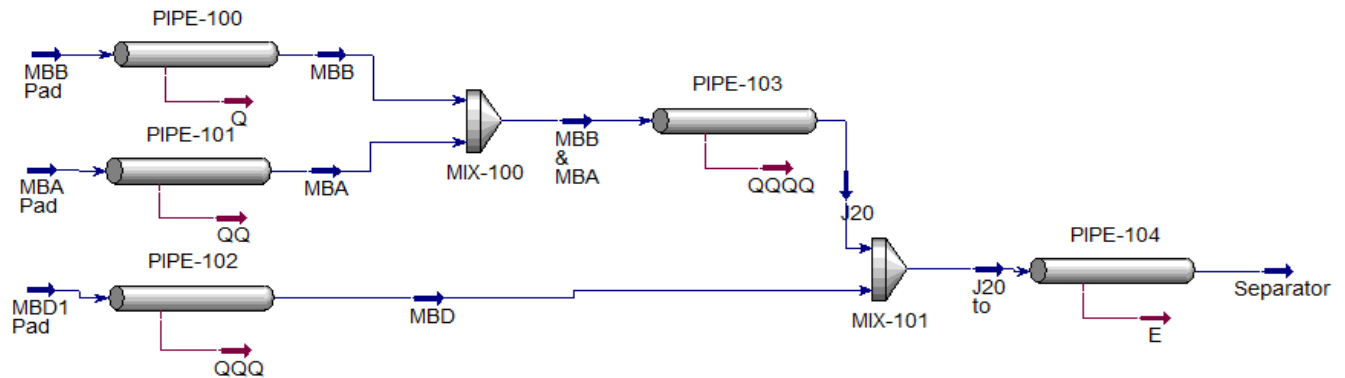 PIPE-100
MBB
Pad
MBB
Q
PIPE-101
MBA
Pad
MBA
QQ
MIX-100
MBB
&
MBA
PIPE-103
QQQQ
J20
PIPE-102
MBD1
Pad
MBD
QQQ
MIX-101
J20
to
PIPE-104
E
Separator